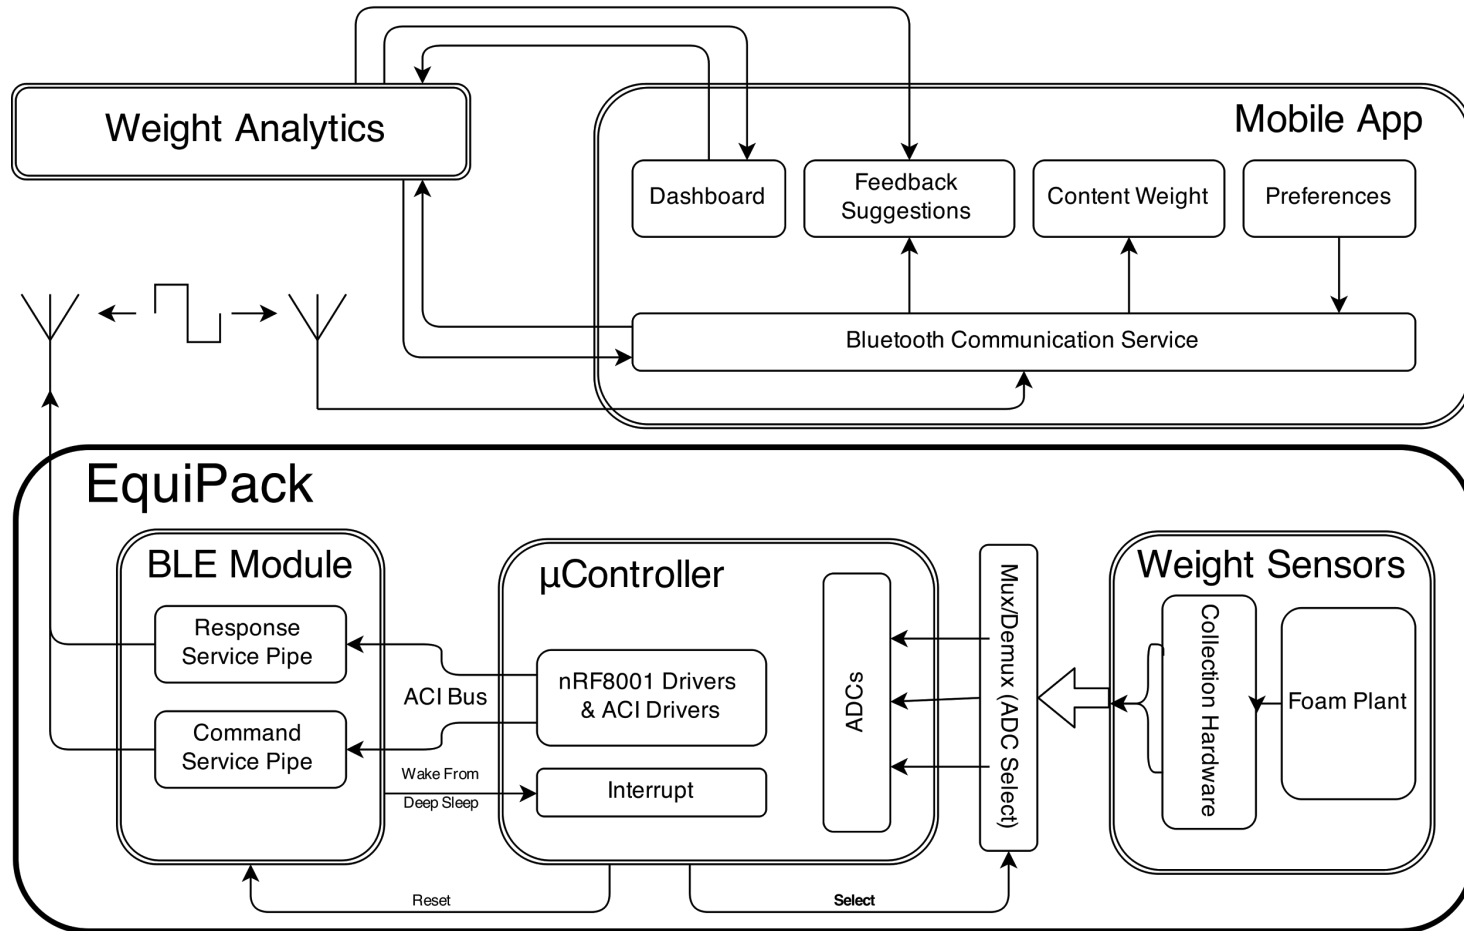 Weight Analytics
Mobile App
Dashboard
Feedback
Suggestions
Content Weight
Preferences
Bluetooth Communication Service
EquiPack
BLE Module
Response
Service Pipe
Command
Service Pipe
ACI Bus
Wake From
Deep Sleep
Reset
µController
nRF8001 Drivers
& ACI Drivers
Interrupt
ADCs
Select
Mux/Demux (ADC Select)
Weight Sensors
Collection Hardware
Foam Plant